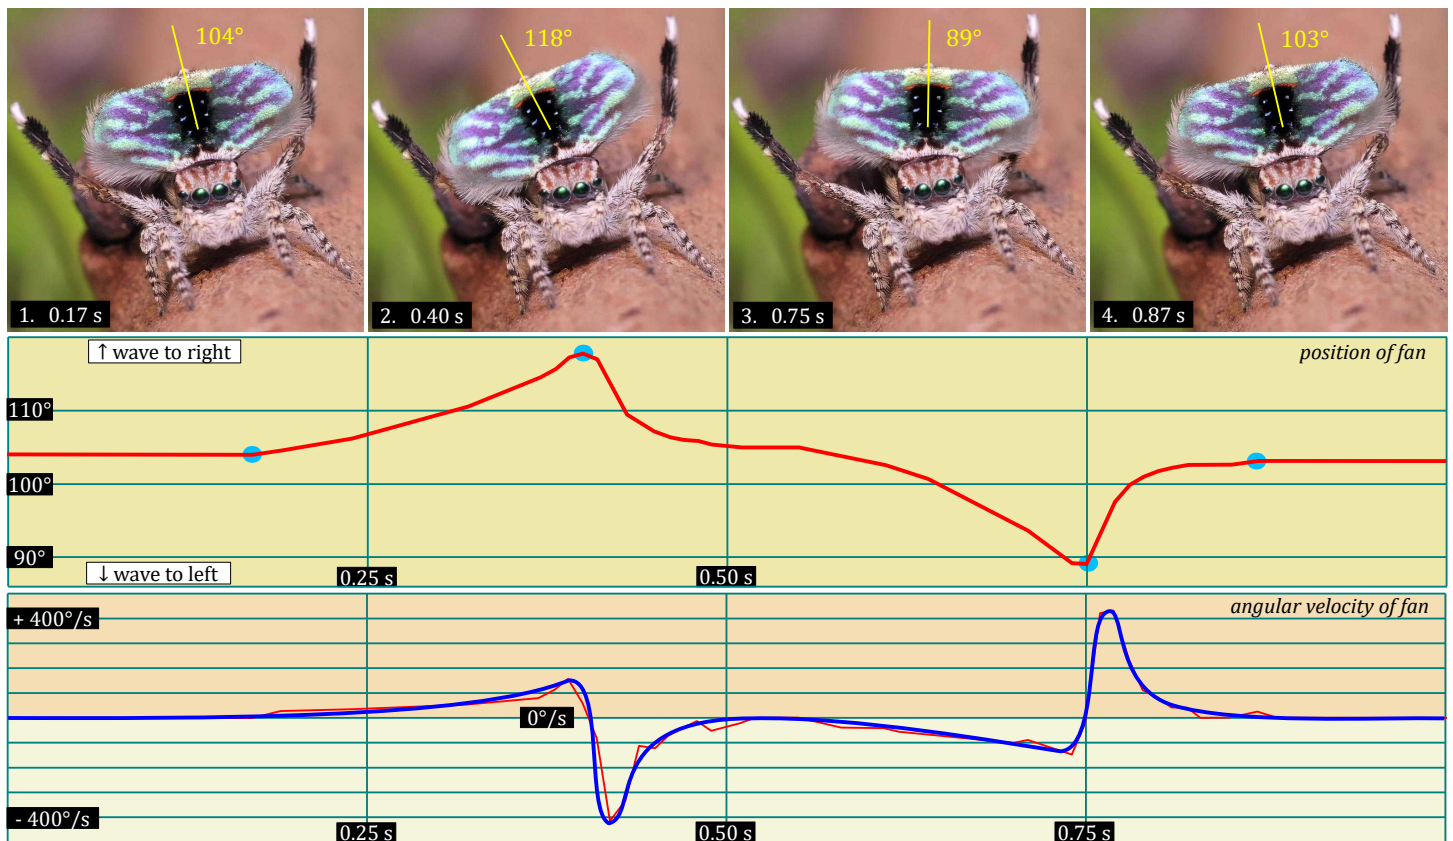 104°
118°
89°
103°
1. 0.17 s
2. 0.40 s
3. 0.75 s
4. 0.87 s
↑ wave to right
position of fan
110°
100°
90°
↓ wave to left
0.25 s
0.50 s
angular velocity of fan
+ 400°/s
0°/s
- 400°/s
0.25 s
0.50 s
0.75 s